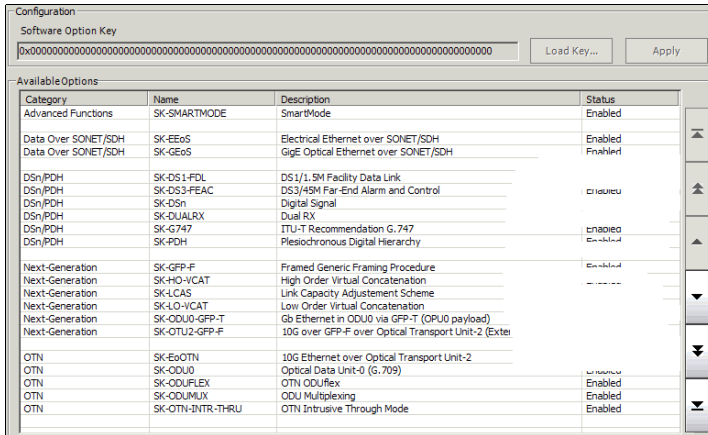 Configuration
Software Option Key
Load Key...
Apply
AvailableOptions
Category Name Description Status
Advanced Functions SK-SMARTMODE SmartMode Enabled
Data Over SONET/SDH SK-EEoS Electrical Ethernet over SONET/SDH Enabled
Data Over SONET/SDH SK-GEoS GigE Optical Ethernet over SONET/SDH Enabled
DSn/PDH SK-DS1-FDL DS1/1.5M Facility Data Link
DSn/PDH SK-DS3-FEAC DS3/45M Far-End Alarm and Control Enabled
DSn/PDH SK-DSn Digital Signal
DSn/PDH SK-DUALRX Dual RX
DSn/PDH SK-G747 ITU-T Recommendation G.747 Enabled
DSn/PDH SK-PDH Plesiochronous Digital Hierarchy Enabled
Next-Generation SK-GFP-F Framed Generic Framing Procedure Enabled
Next-Generation SK-HO-VCAT High Order Virtual Concatenation
Next-Generation SK-LCAS Link Capacity Adjustement Scheme
Next-Generation SK-LO-VCAT Low Order Virtual Concatenation
Next-Generation SK-ODU0-GFP-T Gb Ethernet in ODU0 via GFP-T (OPU0 payload)
Next-Generation SK-OTU2-GFP-F 10G over GFP-F over Optical Transport Unit-2 (Exter
OTN SK-EoOTN 10G Ethernet over Optical Transport Unit-2
OTN SK-ODU0 Optical Data Unit-0 (G.709) Enabled
OTN SK-ODUFLEX OTN ODUflex Enabled
OTN SK-ODUMUX ODU Multiplexing Enabled
OTN SK-OTN-INTR-THRU OTN Intrusive Through Mode Enabled